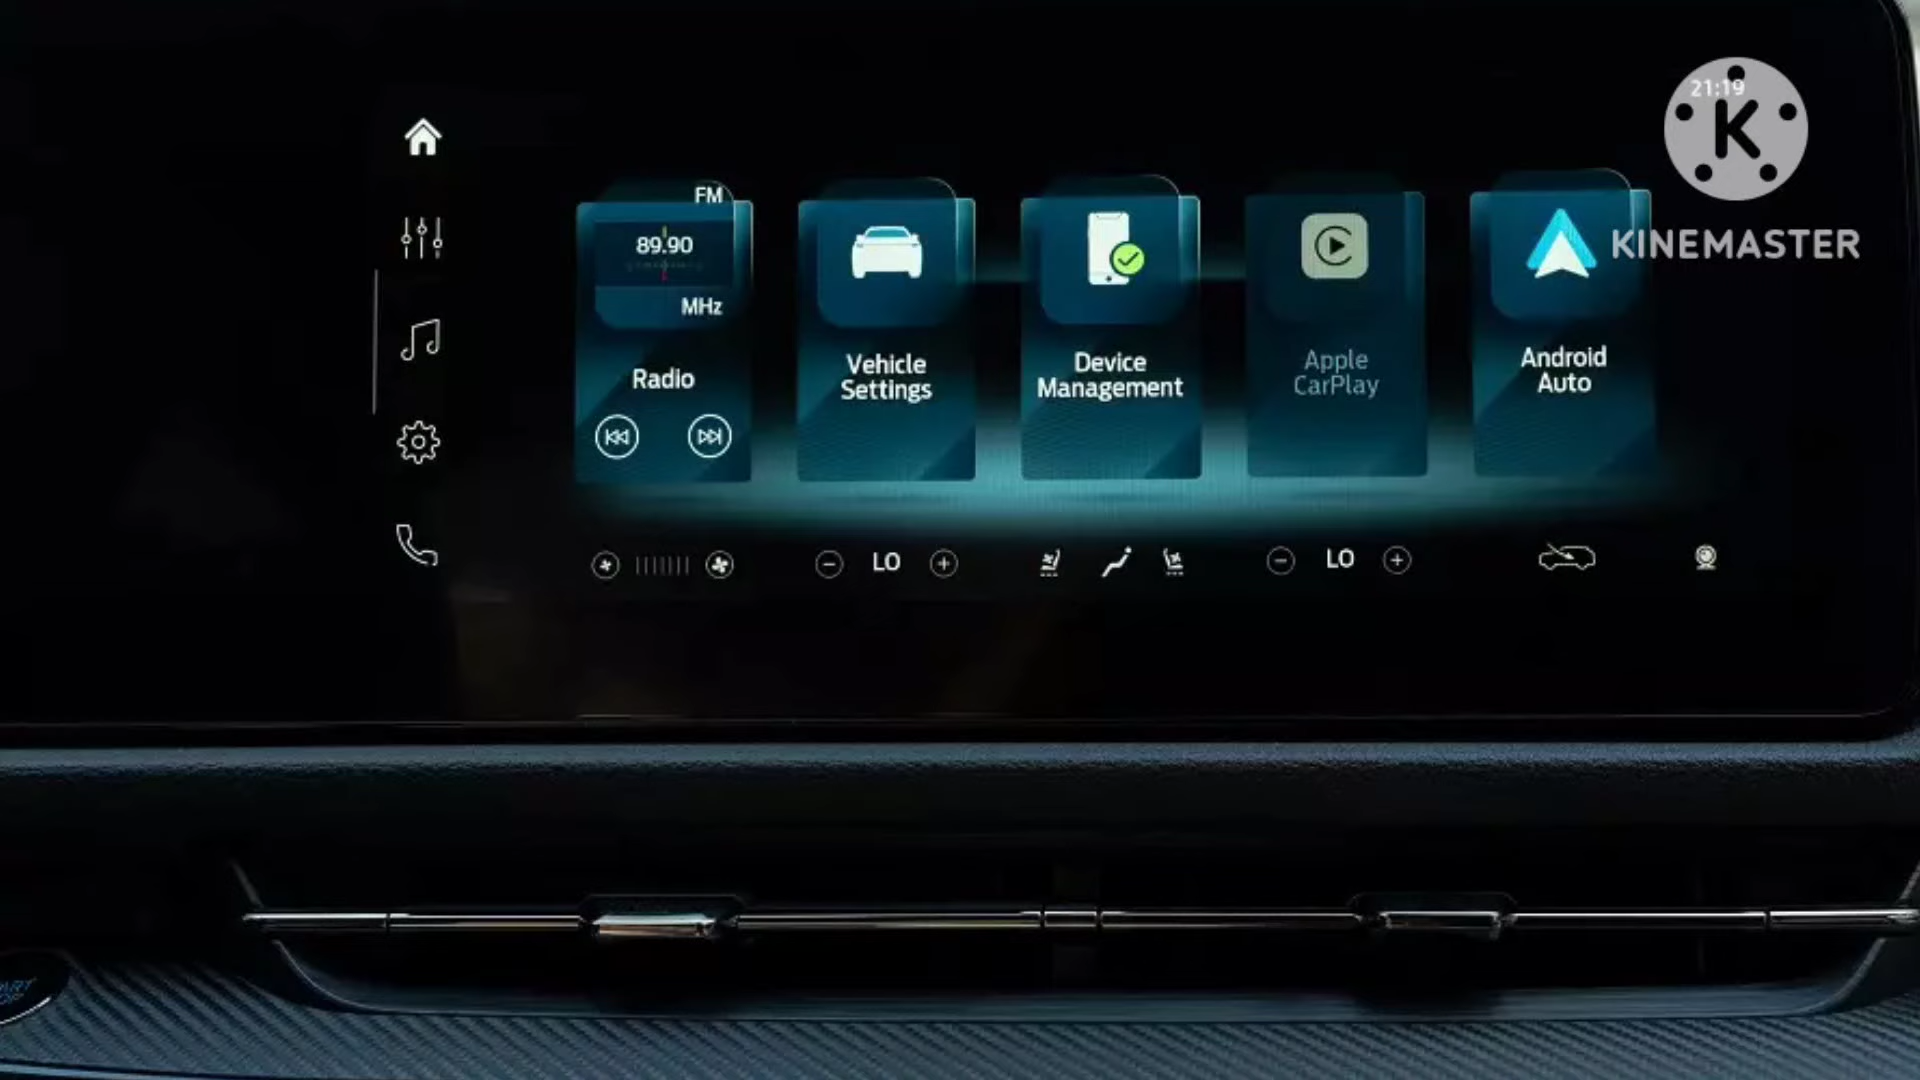 21:19
K
KINEMASTER
FM
89.90
MHz
Radio
Vehicle
Settings
Device
Management
Apple
CarPlay
Android
Auto
LO
LO